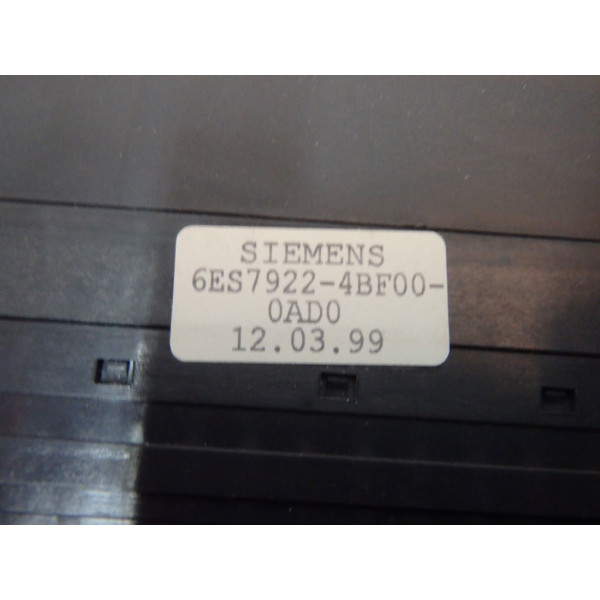 SIEMENS
6ES7922-4BF00-
0AD0
12.03.99